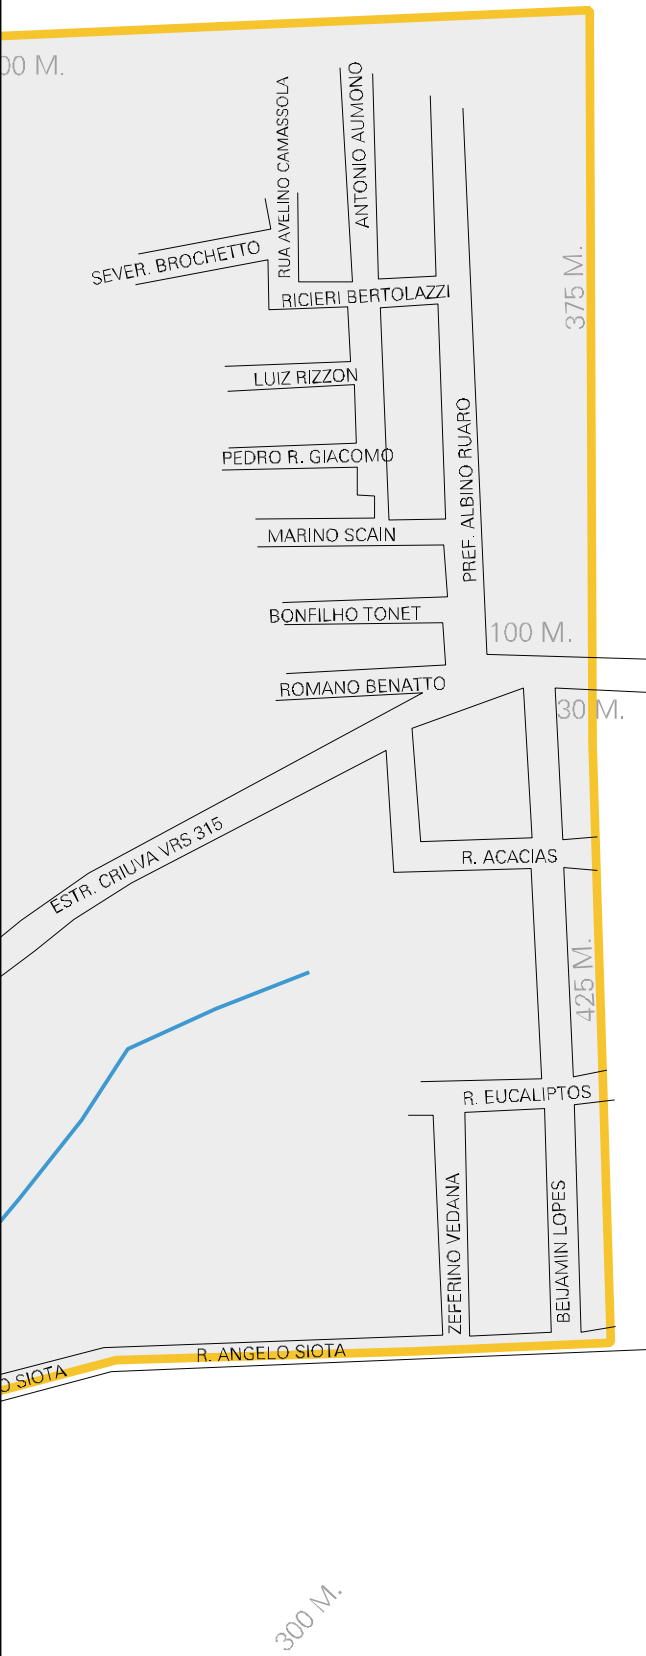 00 M.
RUA AVELINO CAMASSOLA
ANTONIO AUMONO
SEVER. BROCHETTO
RICIERI BERTOLAZZI
375 M.
LUIZ RIZZON
PEDRO R. GIACOMO
PREF. ALBINO RUARO
MARINO SCAIN
BONFILHO TONET
100 M.
ROMANO BENATTO
30 M.
ESTR. CRIUVA VRS 315
R. ACACIAS
425 M.
R. EUCALIPTOS
ZEFERINO VEDANA
BEIJAMIN LOPES
R. ANGELO SIOTA
O SIOTA
300 M.